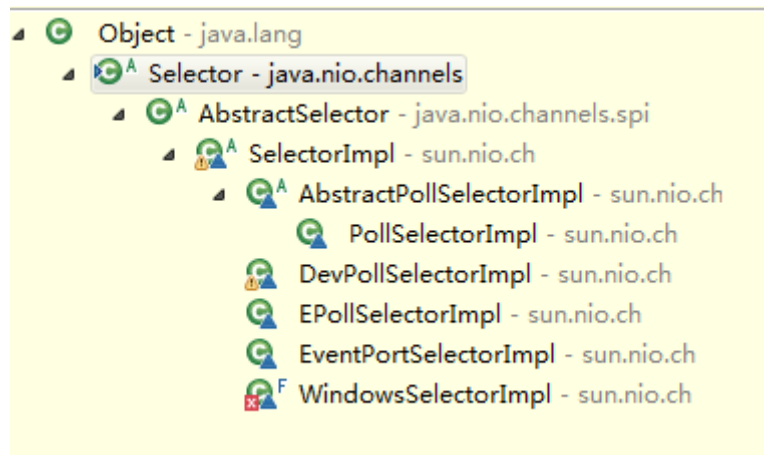 Object - java.lang
A Selector - java.nio.channels
A AbstractSelector - java.nio.channels.spi
A SelectorImpl - sun.nio.ch
A AbstractPollSelectorImpl - sun.nio.ch
PollSelectorImpl - sun.nio.ch
DevPollSelectorImpl - sun.nio.ch
EPollSelectorImpl - sun.nio.ch
EventPortSelectorImpl - sun.nio.ch
F WindowsSelectorImpl - sun.nio.ch